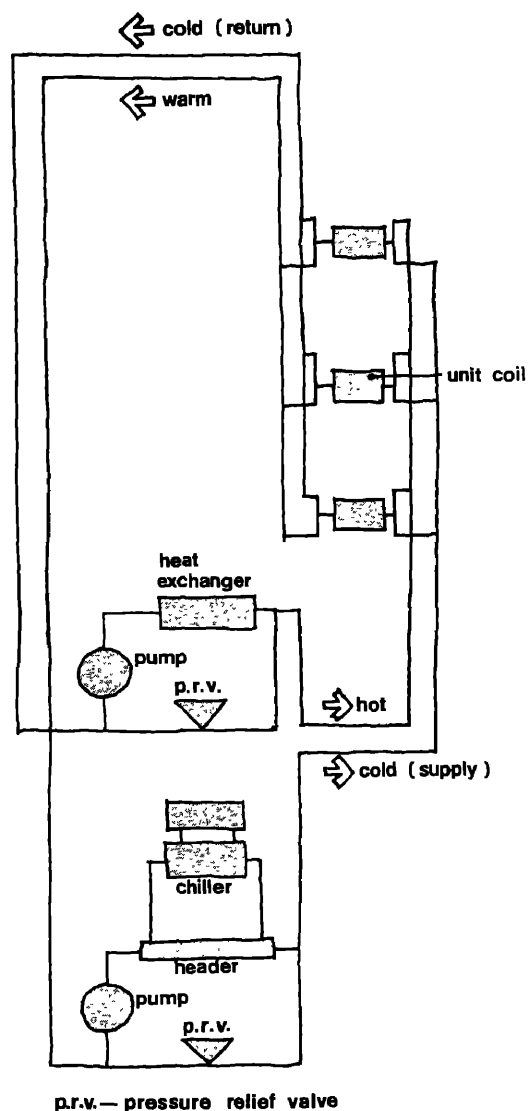 cold (return)
warm
unit coil
heat
exchanger
pump
p.r.v.
hot
cold (supply)
chiller
header
pump
p.r.v.
p.r.v.— pressure relief valve